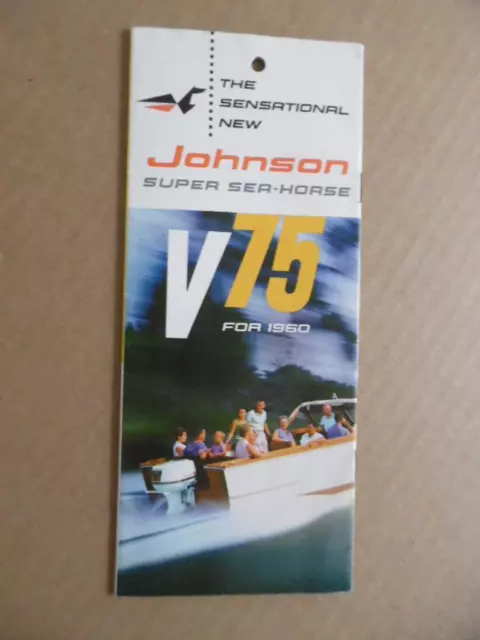 THE
SENSATIONAL
NEW
Johnson
SUPER SEA-HORSE
V75
FOR 1960